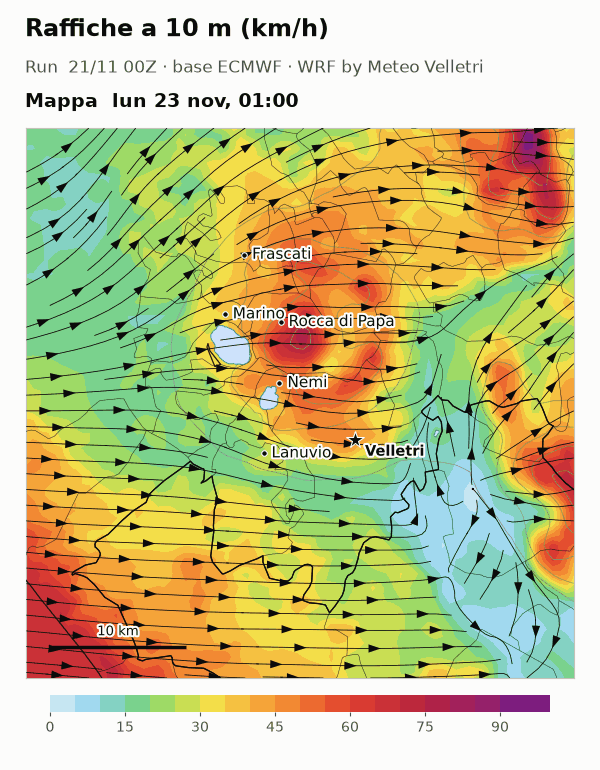 Raffiche a 10 m (km/h)
Run  21/11 00Z · base ECMWF · WRF by Meteo Velletri
Mappa  lun 23 nov, 01:00
Frascati
Marino
Rocca di Papa
Nemi
Velletri
Lanuvio
10 km
0 15 30 45 60 75 90